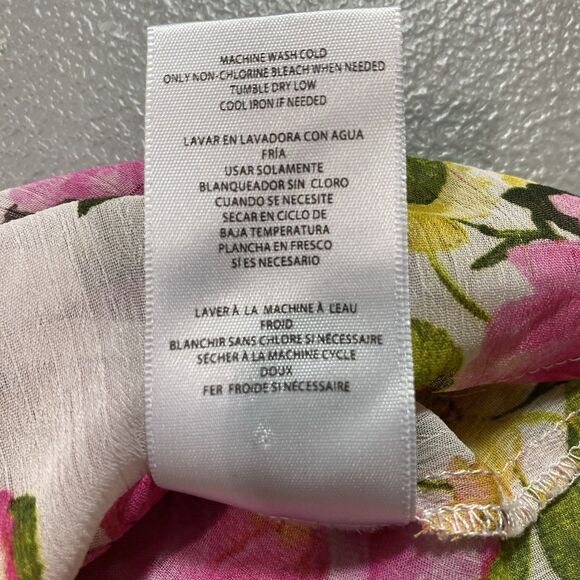 MACHINE WASH COLD
ONLY NON-CHLORINE BLEACH WHEN NEEDED
TUMBLE DRY LOW
COOL IRON IF NEEDED
LAVAR EN LAVADORA CON AGUA
FRÍA
USAR SOLAMENTE
BLANQUEADOR SIN CLORO
CUANDO SE NECESITE
SECAR EN CICLO DE
BAJA TEMPERATURA
PLANCHA EN FRESCO
SÍ ES NECESARIO
LAVER À LA MACHINE À L'EAU
FROID
BLANCHIR SANS CHLORE SI NÉCESSAIRE
SÉCHER À LA MACHINE CYCLE
DOUX
FER FROIDE SI NÉCESSAIRE